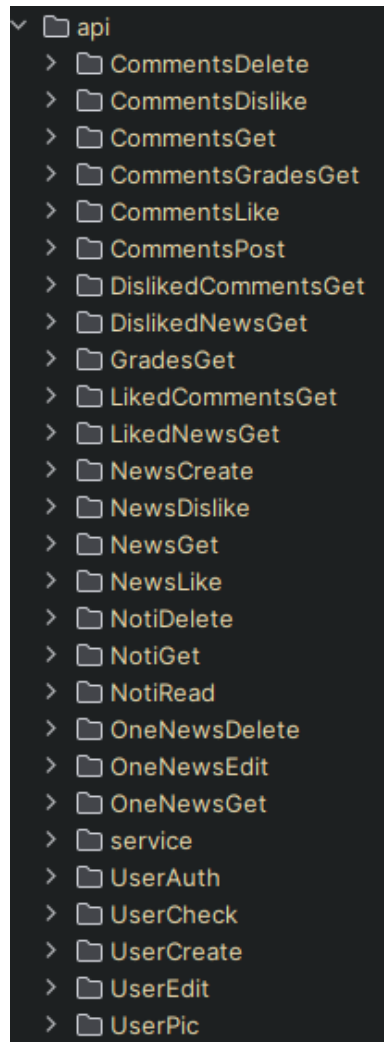 api
CommentsDelete
CommentsDislike
CommentsGet
CommentsGradesGet
CommentsLike
CommentsPost
DislikedCommentsGet
DislikedNewsGet
GradesGet
LikedCommentsGet
LikedNewsGet
NewsCreate
NewsDislike
NewsGet
NewsLike
NotiDelete
NotiGet
NotiRead
OneNewsDelete
OneNewsEdit
OneNewsGet
service
UserAuth
UserCheck
UserCreate
UserEdit
UserPic